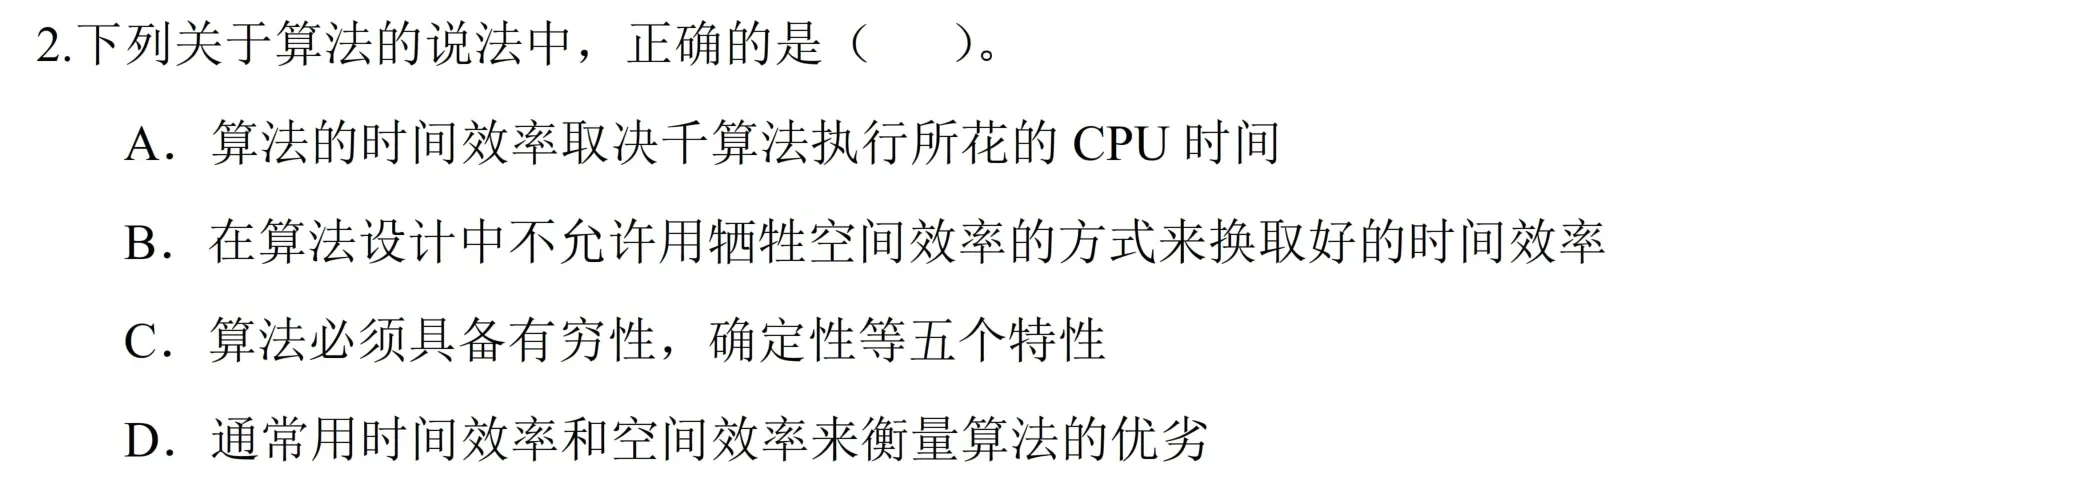 2.下列关于算法的说法中，正确的是（　　）。
A．算法的时间效率取决千算法执行所花的 CPU 时间
B．在算法设计中不允许用牺牲空间效率的方式来换取好的时间效率
C．算法必须具备有穷性，确定性等五个特性
D．通常用时间效率和空间效率来衡量算法的优劣